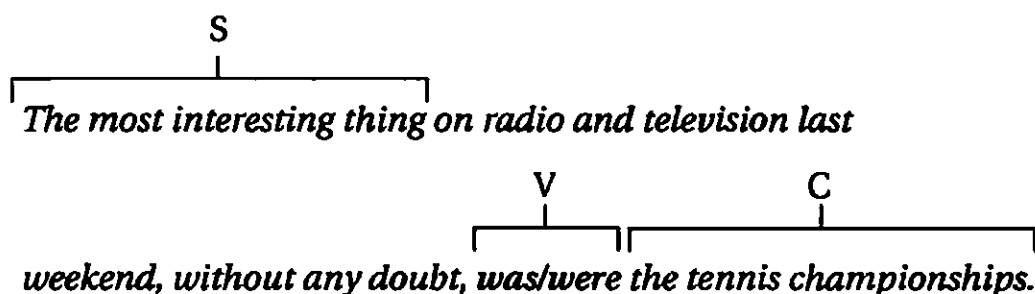 S
The most interesting thing on radio and television last
V C
weekend, without any doubt, was/were the tennis championships.